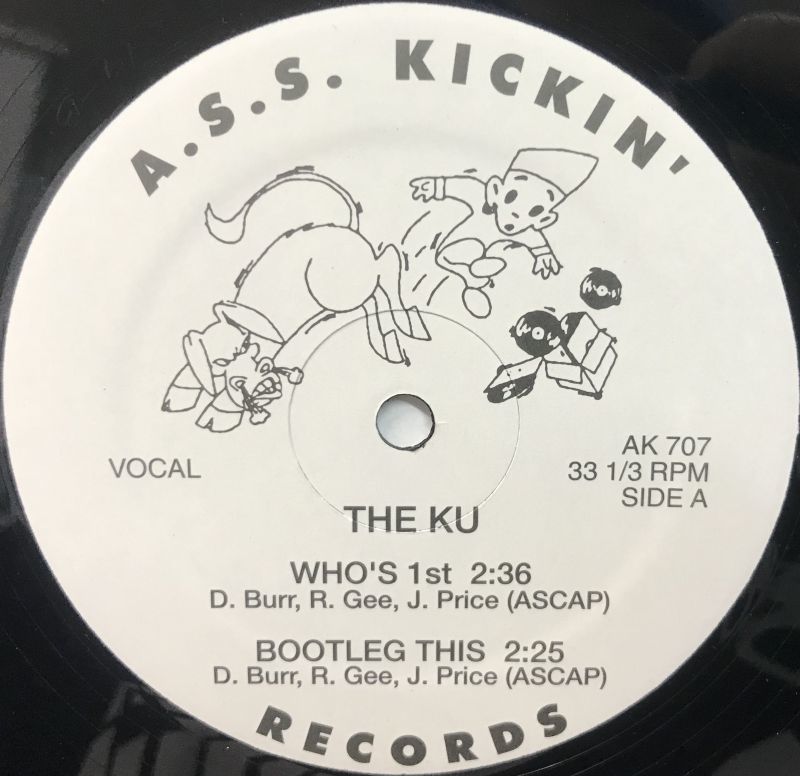 A.S.S. KICKIN'
VOCAL
AK 707
33 1/3 RPM
SIDE A
THE KU
WHO'S 1st 2:36
D. Burr, R. Gee, J. Price (ASCAP)
BOOTLEG THIS 2:25
D. Burr, R. Gee, J. Price (ASCAP)
RECORDS